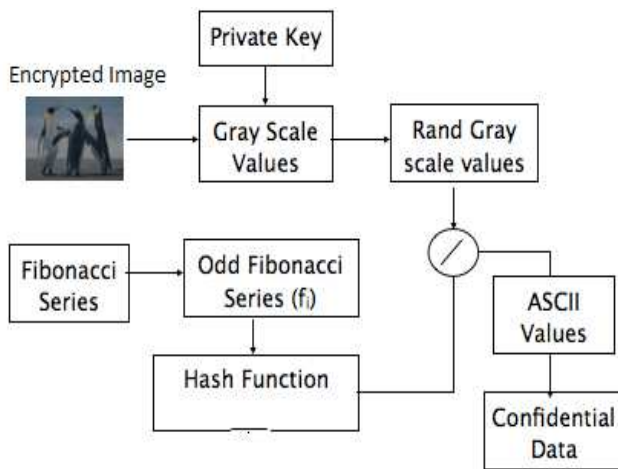 Private Key
Encrypted Image
Gray Scale
Values
Rand Gray
scale values
Fibonacci
Series
Odd Fibonacci
Series (fi)
Hash Function
ASCII
Values
Confidential
Data